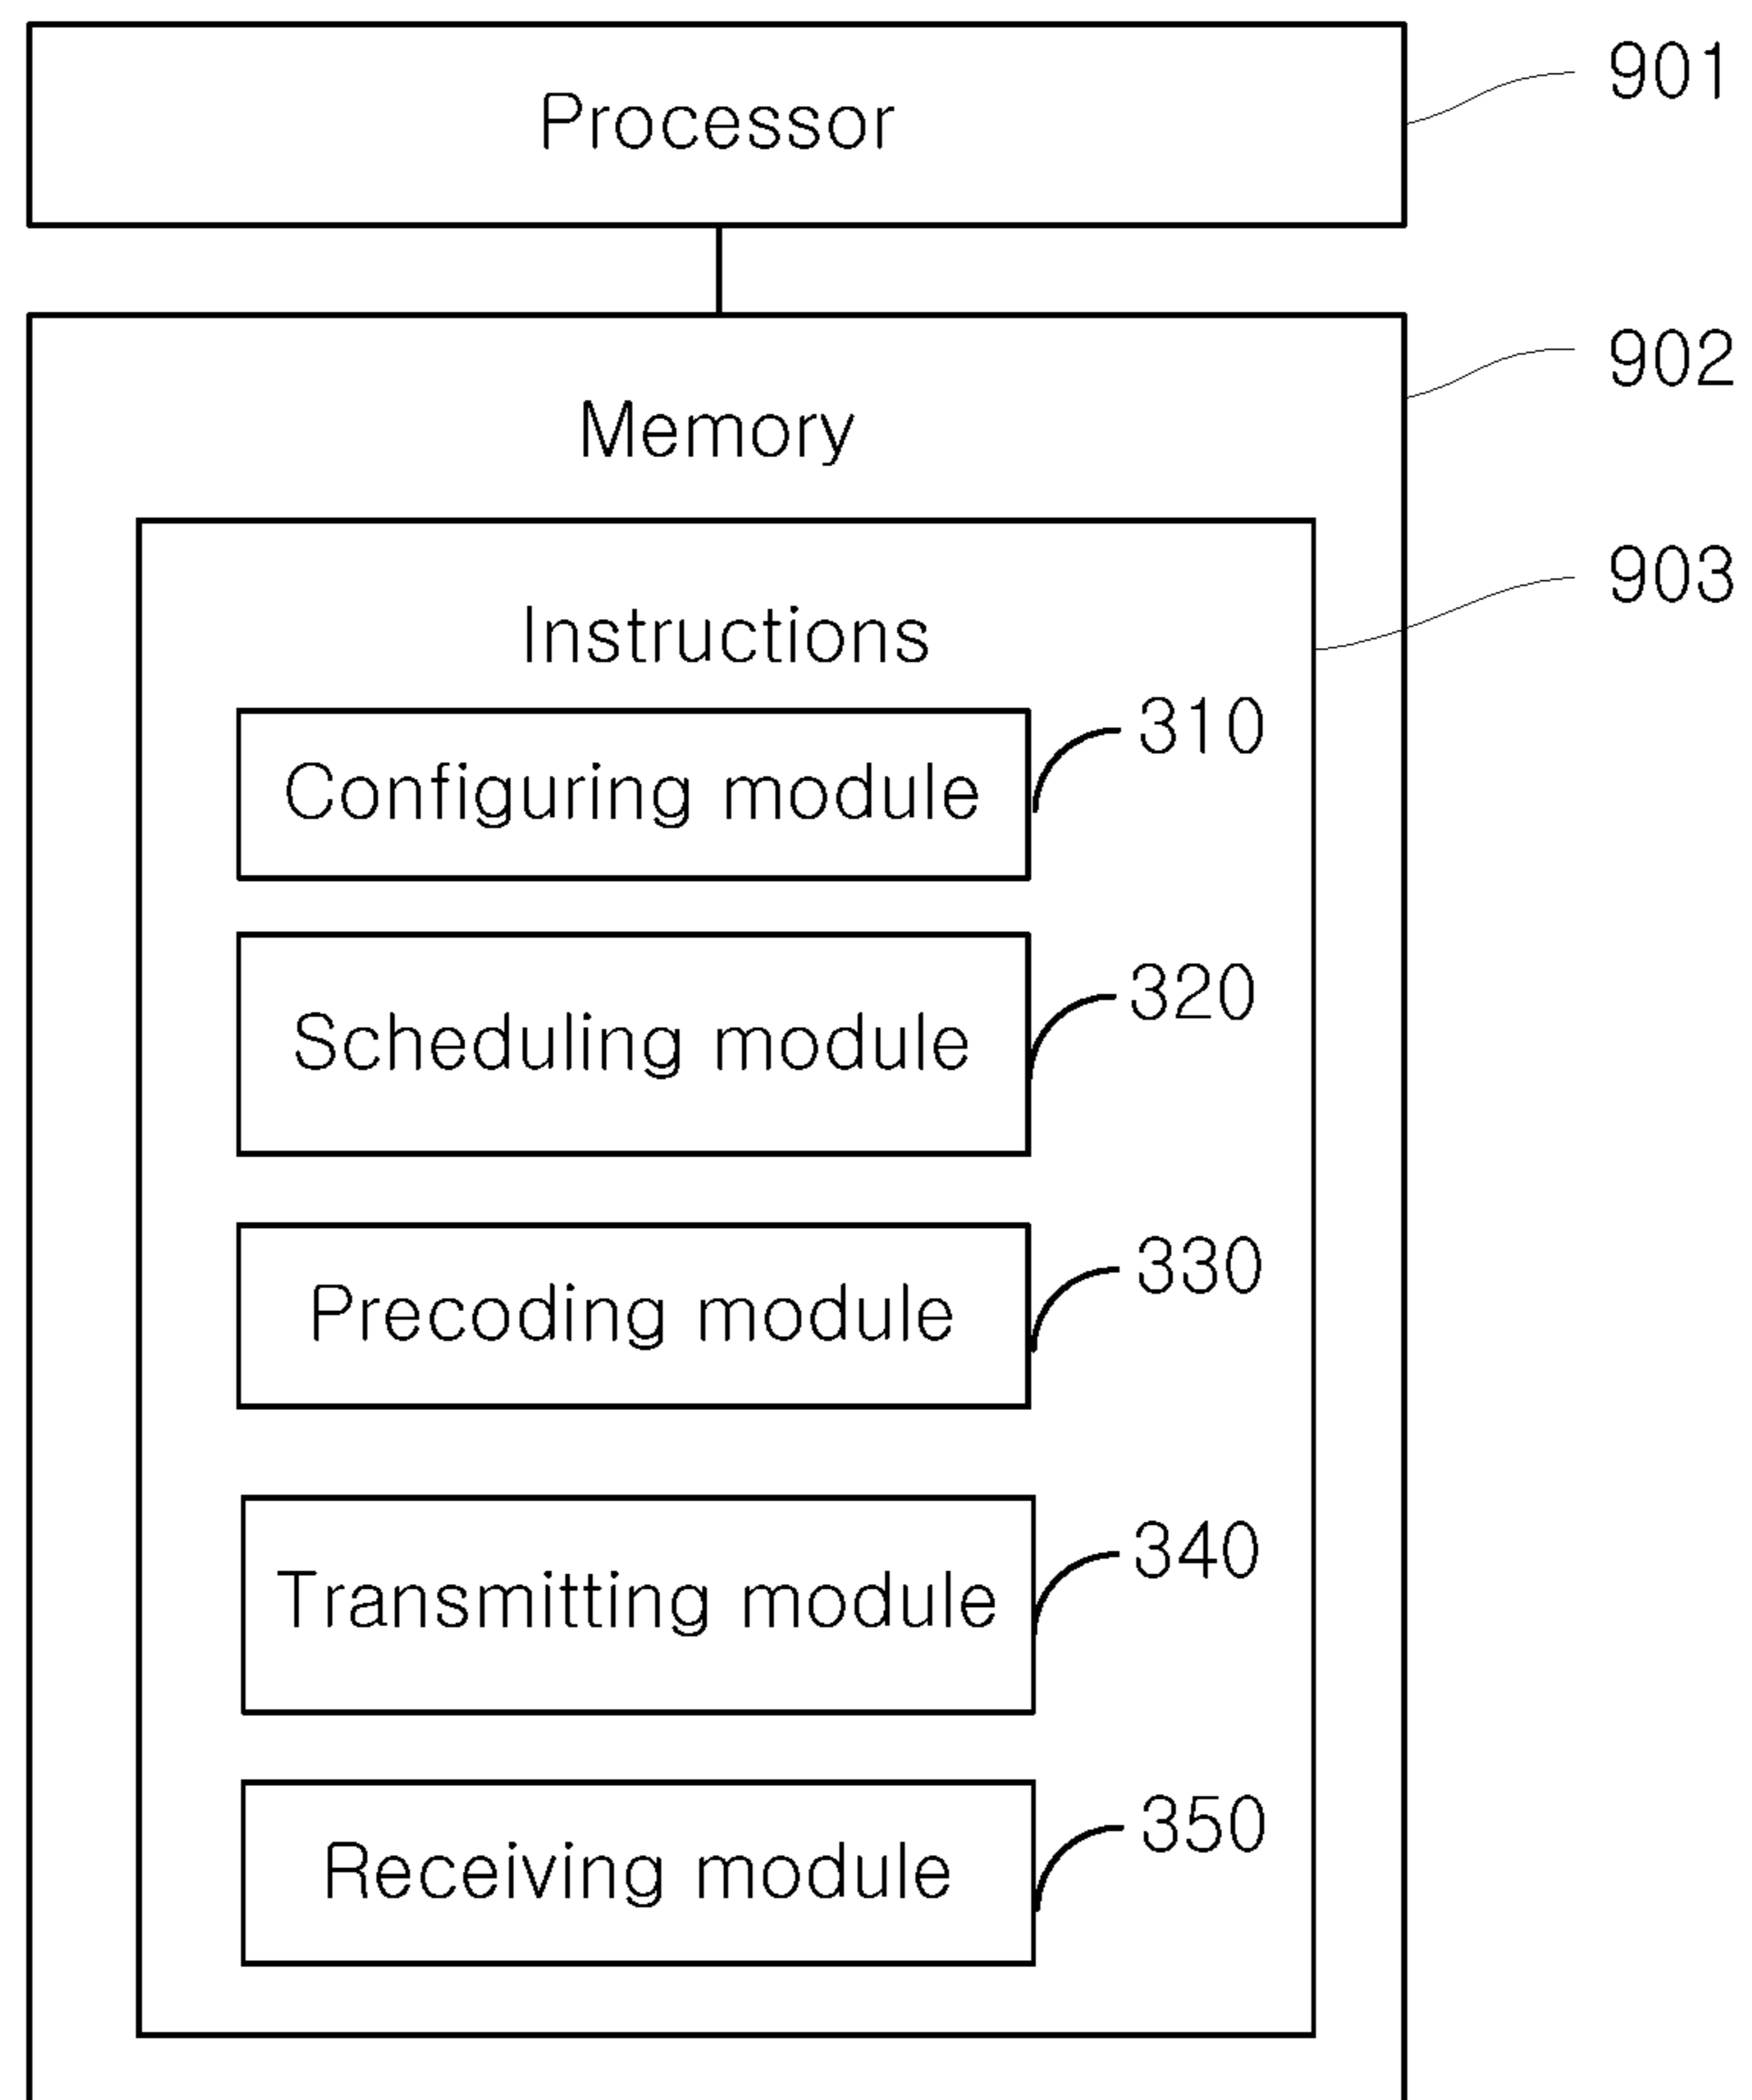 Processor
901
Memory
902
Instructions
903
Configuring module
310
Scheduling module
320
Precoding module
330
Transmitting module
340
Receiving module
350